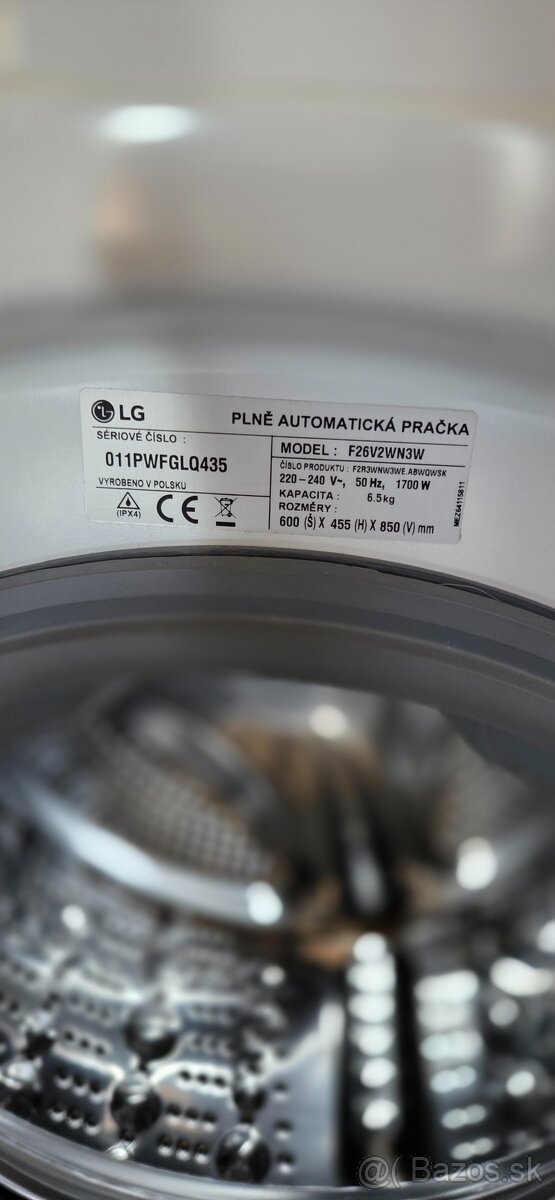 LG PLNĚ AUTOMATICKÁ PRAČKA
SÉRIOVÉ ČÍSLO :
011PWFGLQ435
VYROBENO V POLSKU
(IPX4)
CE
MODEL : F26V2WN3W
ČÍSLO PRODUKTU : F2R3WNW3WE.ABWQWSK
220-240 V~, 50 Hz, 1700 W
KAPACITA : 6.5kg
ROZMĚRY :
600 (Š) X 455 (H) X 850 (V) mm
MEZ64115811
Bazos.sk